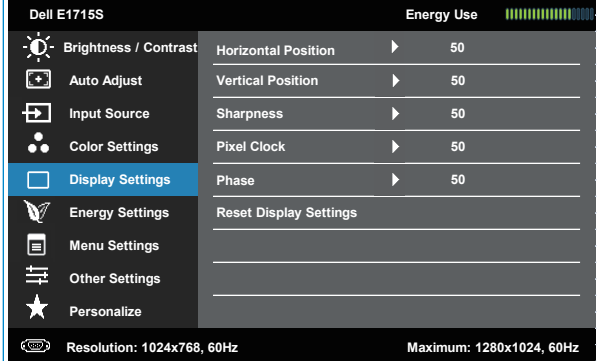 Dell E1715S Energy Use
Brightness / Contrast Horizontal Position 50
Auto Adjust Vertical Position 50
Input Source Sharpness 50
Color Settings Pixel Clock 50
Display Settings Phase 50
Energy Settings Reset Display Settings
Menu Settings
Other Settings
Personalize
Resolution: 1024x768, 60Hz Maximum: 1280x1024, 60Hz